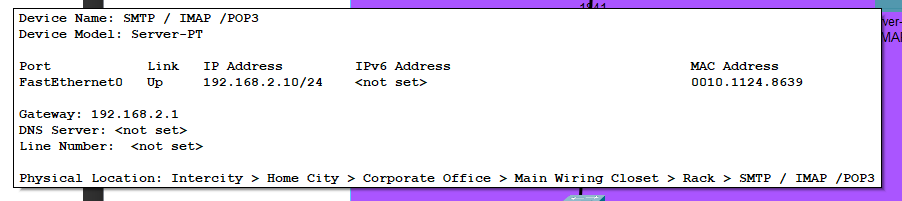 1841
Device Name: SMTP / IMAP /POP3
Device Model: Server-PT
Port Link IP Address IPv6 Address MAC Address
FastEthernet0 Up 192.168.2.10/24 <not set> 0010.1124.8639
Gateway: 192.168.2.1
DNS Server: <not set>
Line Number: <not set>
Physical Location: Intercity > Home City > Corporate Office > Main Wiring Closet > Rack > SMTP / IMAP /POP3